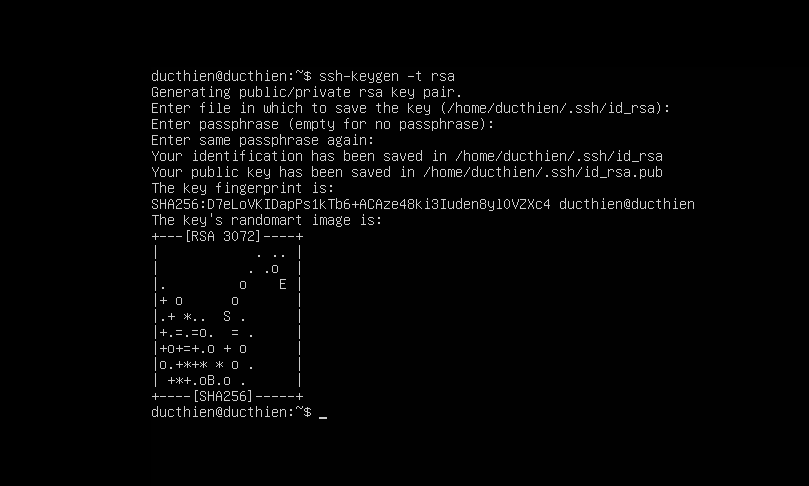 ducthien@ducthien:~$ ssh-keygen -t rsa
Generating public/private rsa key pair.
Enter file in which to save the key (/home/ducthien/.ssh/id_rsa):
Enter passphrase (empty for no passphrase):
Enter same passphrase again:
Your identification has been saved in /home/ducthien/.ssh/id_rsa
Your public key has been saved in /home/ducthien/.ssh/id_rsa.pub
The key fingerprint is:
SHA256:D7eLoVKIDapPs1kTb6+ACAze48ki3Iuden8yl0VZXc4 ducthien@ducthien
The key's randomart image is:
+---[RSA 3072]----+
|            . .. |
|           . .o  |
|.         o    E |
|+ o      o       |
|.+ *..  S .      |
|+.=.=o.  = .     |
|+o+=+.o + o      |
|o.+*+* * o .     |
| +*+.oB.o .      |
+----[SHA256]-----+
ducthien@ducthien:~$ _